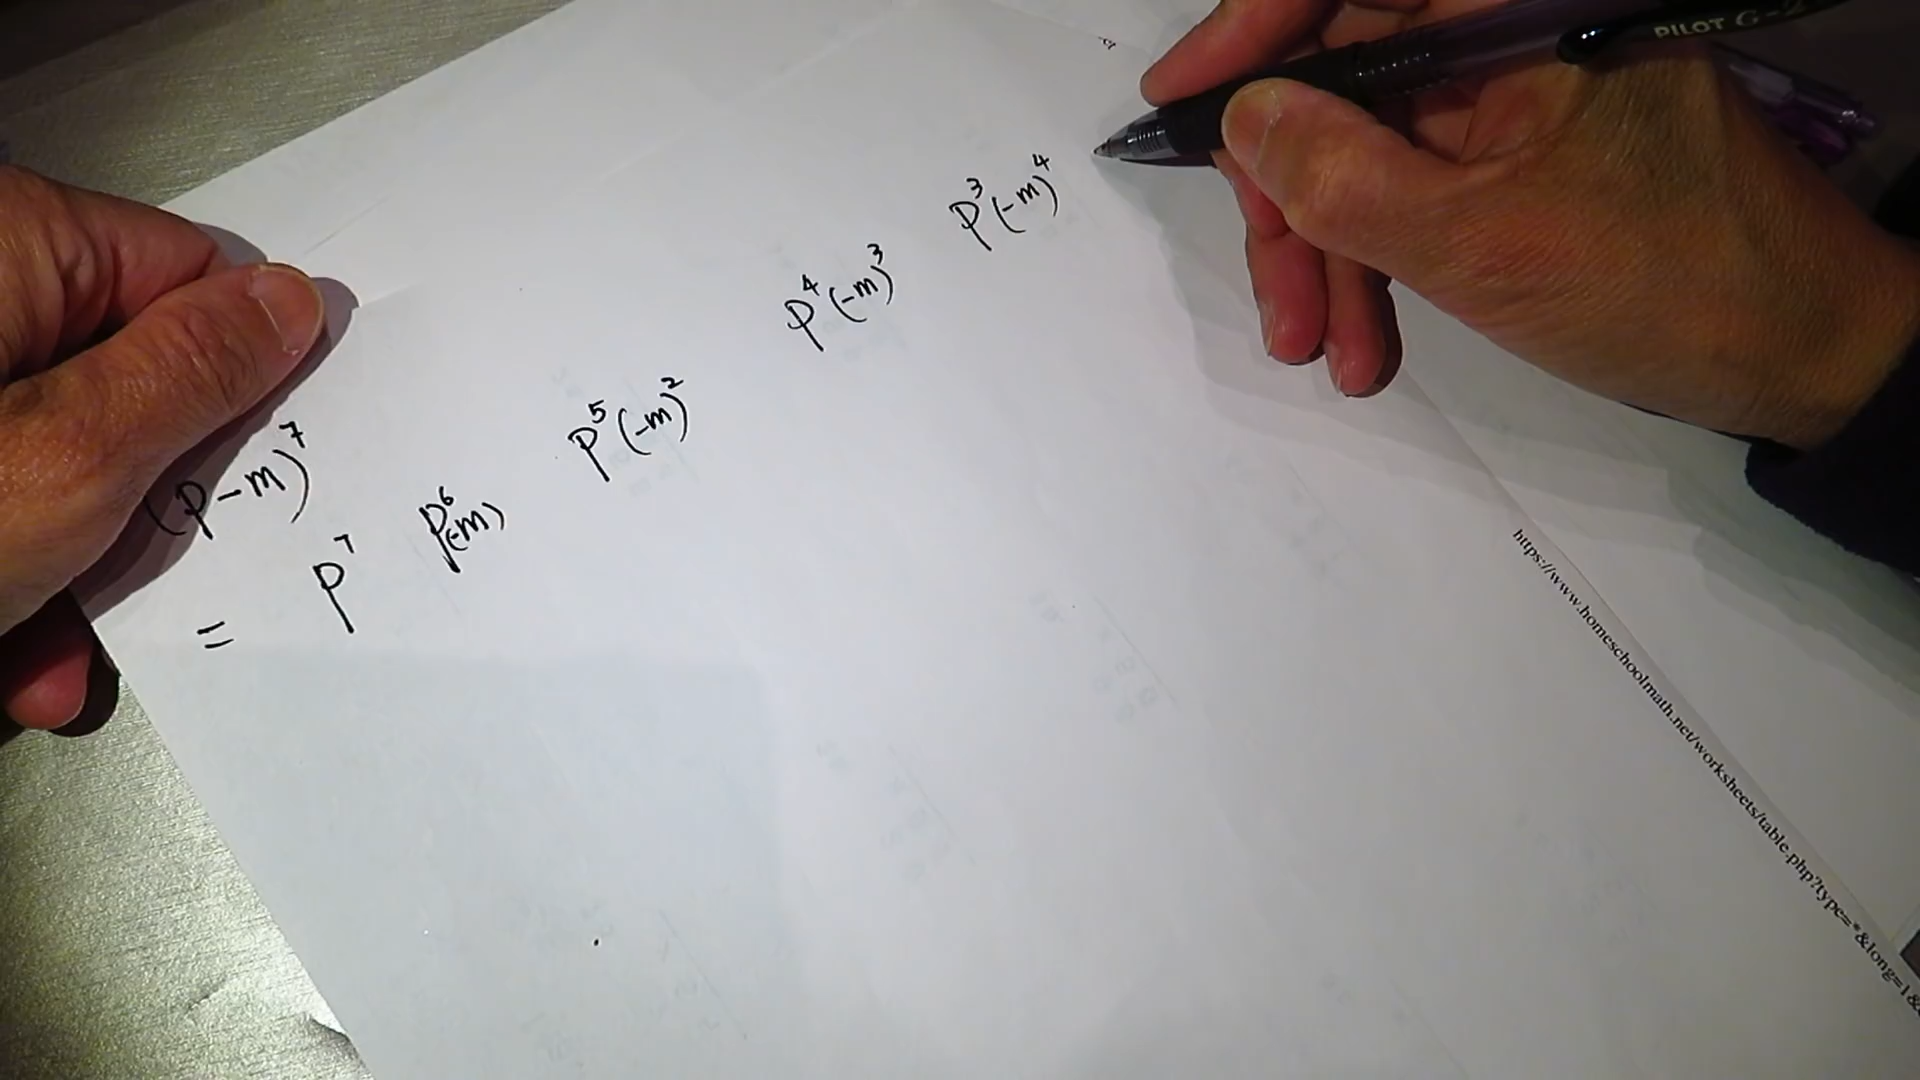 (p-m)^7
= p^7 p^6(-m) p^5(-m)^2 p^4(-m)^3 p^3(-m)^4
https://www.homeschoolmath.net/worksheets/table.php?type=*&long=1&
PILOT G-2